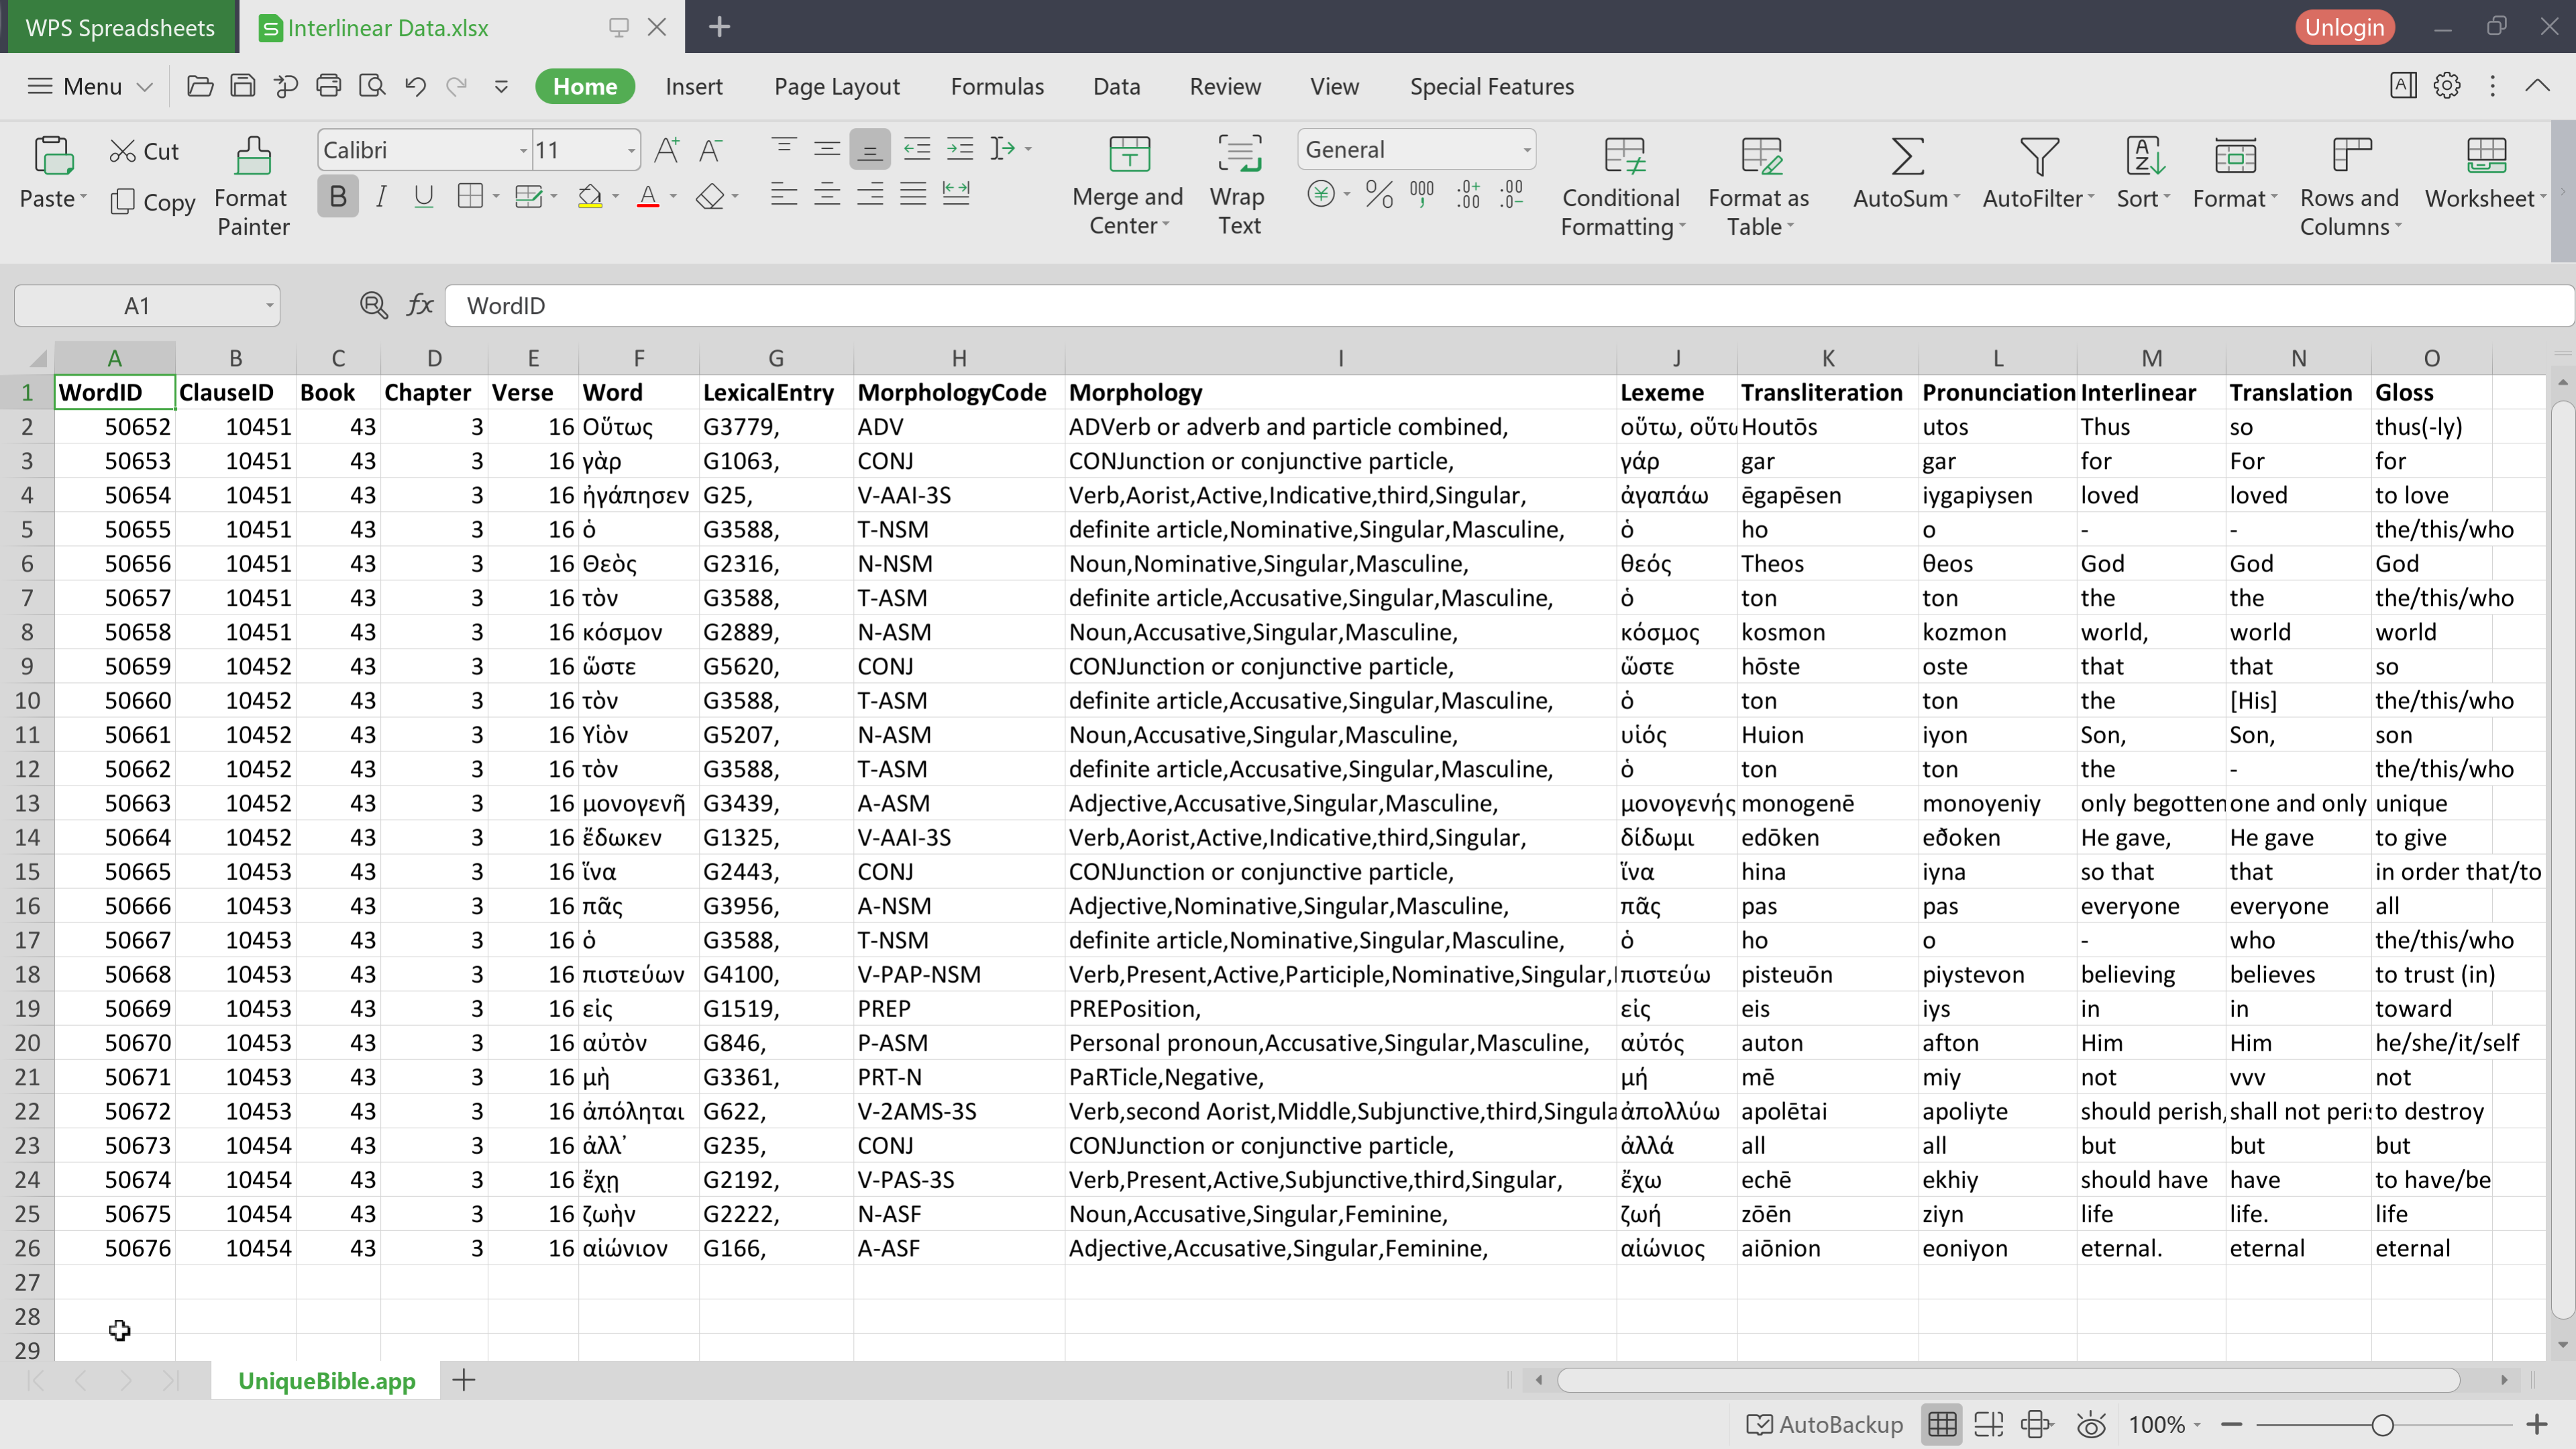 WPS Spreadsheets Interlinear Data.xlsx Unlogin
Menu Home Insert Page Layout Formulas Data Review View Special Features
Paste Cut Copy Format Painter Calibri 11 Merge and Center Wrap Text General Conditional Formatting Format as Table AutoSum AutoFilter Sort Format Rows and Columns Worksheet
A1 fx WordID
A B C D E F G H I J K L M N O
1 WordID ClauseID Book Chapter Verse Word LexicalEntry MorphologyCode Morphology Lexeme Transliteration Pronunciation Interlinear Translation Gloss
2 50652 10451 43 3 16 Οὕτως G3779, ADV ADVerb or adverb and particle combined, οὕτω, οὕτω Houtōs utos Thus so thus(-ly)
3 50653 10451 43 3 16 γὰρ G1063, CONJ CONJunction or conjunctive particle, γάρ gar gar for For for
4 50654 10451 43 3 16 ἠγάπησεν G25, V-AAI-3S Verb,Aorist,Active,Indicative,third,Singular, ἀγαπάω ēgapēsen iygapiysen loved loved to love
5 50655 10451 43 3 16 ὁ G3588, T-NSM definite article,Nominative,Singular,Masculine, ὁ ho o - - the/this/who
6 50656 10451 43 3 16 Θεὸς G2316, N-NSM Noun,Nominative,Singular,Masculine, θεός Theos θeos God God God
7 50657 10451 43 3 16 τὸν G3588, T-ASM definite article,Accusative,Singular,Masculine, ὁ ton ton the the the/this/who
8 50658 10451 43 3 16 κόσμον G2889, N-ASM Noun,Accusative,Singular,Masculine, κόσμος kosmon kozmon world, world world
9 50659 10452 43 3 16 ὥστε G5620, CONJ CONJunction or conjunctive particle, ὥστε hōste oste that that so
10 50660 10452 43 3 16 τὸν G3588, T-ASM definite article,Accusative,Singular,Masculine, ὁ ton ton the [His] the/this/who
11 50661 10452 43 3 16 Υἱὸν G5207, N-ASM Noun,Accusative,Singular,Masculine, υἱός Huion iyon Son, Son, son
12 50662 10452 43 3 16 τὸν G3588, T-ASM definite article,Accusative,Singular,Masculine, ὁ ton ton the - the/this/who
13 50663 10452 43 3 16 μονογενῆ G3439, A-ASM Adjective,Accusative,Singular,Masculine, μονογενής monogenē monoyeniy only begotten one and only unique
14 50664 10452 43 3 16 ἔδωκεν G1325, V-AAI-3S Verb,Aorist,Active,Indicative,third,Singular, δίδωμι edōken eðoken He gave, He gave to give
15 50665 10453 43 3 16 ἵνα G2443, CONJ CONJunction or conjunctive particle, ἵνα hina iyna so that that in order that/to
16 50666 10453 43 3 16 πᾶς G3956, A-NSM Adjective,Nominative,Singular,Masculine, πᾶς pas pas everyone everyone all
17 50667 10453 43 3 16 ὁ G3588, T-NSM definite article,Nominative,Singular,Masculine, ὁ ho o - who the/this/who
18 50668 10453 43 3 16 πιστεύων G4100, V-PAP-NSM Verb,Present,Active,Participle,Nominative,Singular, πιστεύω pisteuōn piystevon believing believes to trust (in)
19 50669 10453 43 3 16 εἰς G1519, PREP PREPosition, εἰς eis iys in in toward
20 50670 10453 43 3 16 αὐτὸν G846, P-ASM Personal pronoun,Accusative,Singular,Masculine, αὐτός auton afton Him Him he/she/it/self
21 50671 10453 43 3 16 μὴ G3361, PRT-N PaRTicle,Negative, μή mē miy not vvv not
22 50672 10453 43 3 16 ἀπόληται G622, V-2AMS-3S Verb,second Aorist,Middle,Subjunctive,third,Singula ἀπολλύω apolētai apoliyte should perish, shall not peri to destroy
23 50673 10454 43 3 16 ἀλλ’ G235, CONJ CONJunction or conjunctive particle, ἀλλά all all but but but
24 50674 10454 43 3 16 ἔχῃ G2192, V-PAS-3S Verb,Present,Active,Subjunctive,third,Singular, ἔχω echē ekhiy should have have to have/be
25 50675 10454 43 3 16 ζωὴν G2222, N-ASF Noun,Accusative,Singular,Feminine, ζωή zōēn ziyn life life. life
26 50676 10454 43 3 16 αἰώνιον G166, A-ASF Adjective,Accusative,Singular,Feminine, αἰώνιος aiōnion eoniyon eternal. eternal eternal
27
28
29
UniqueBible.app
AutoBackup 100%